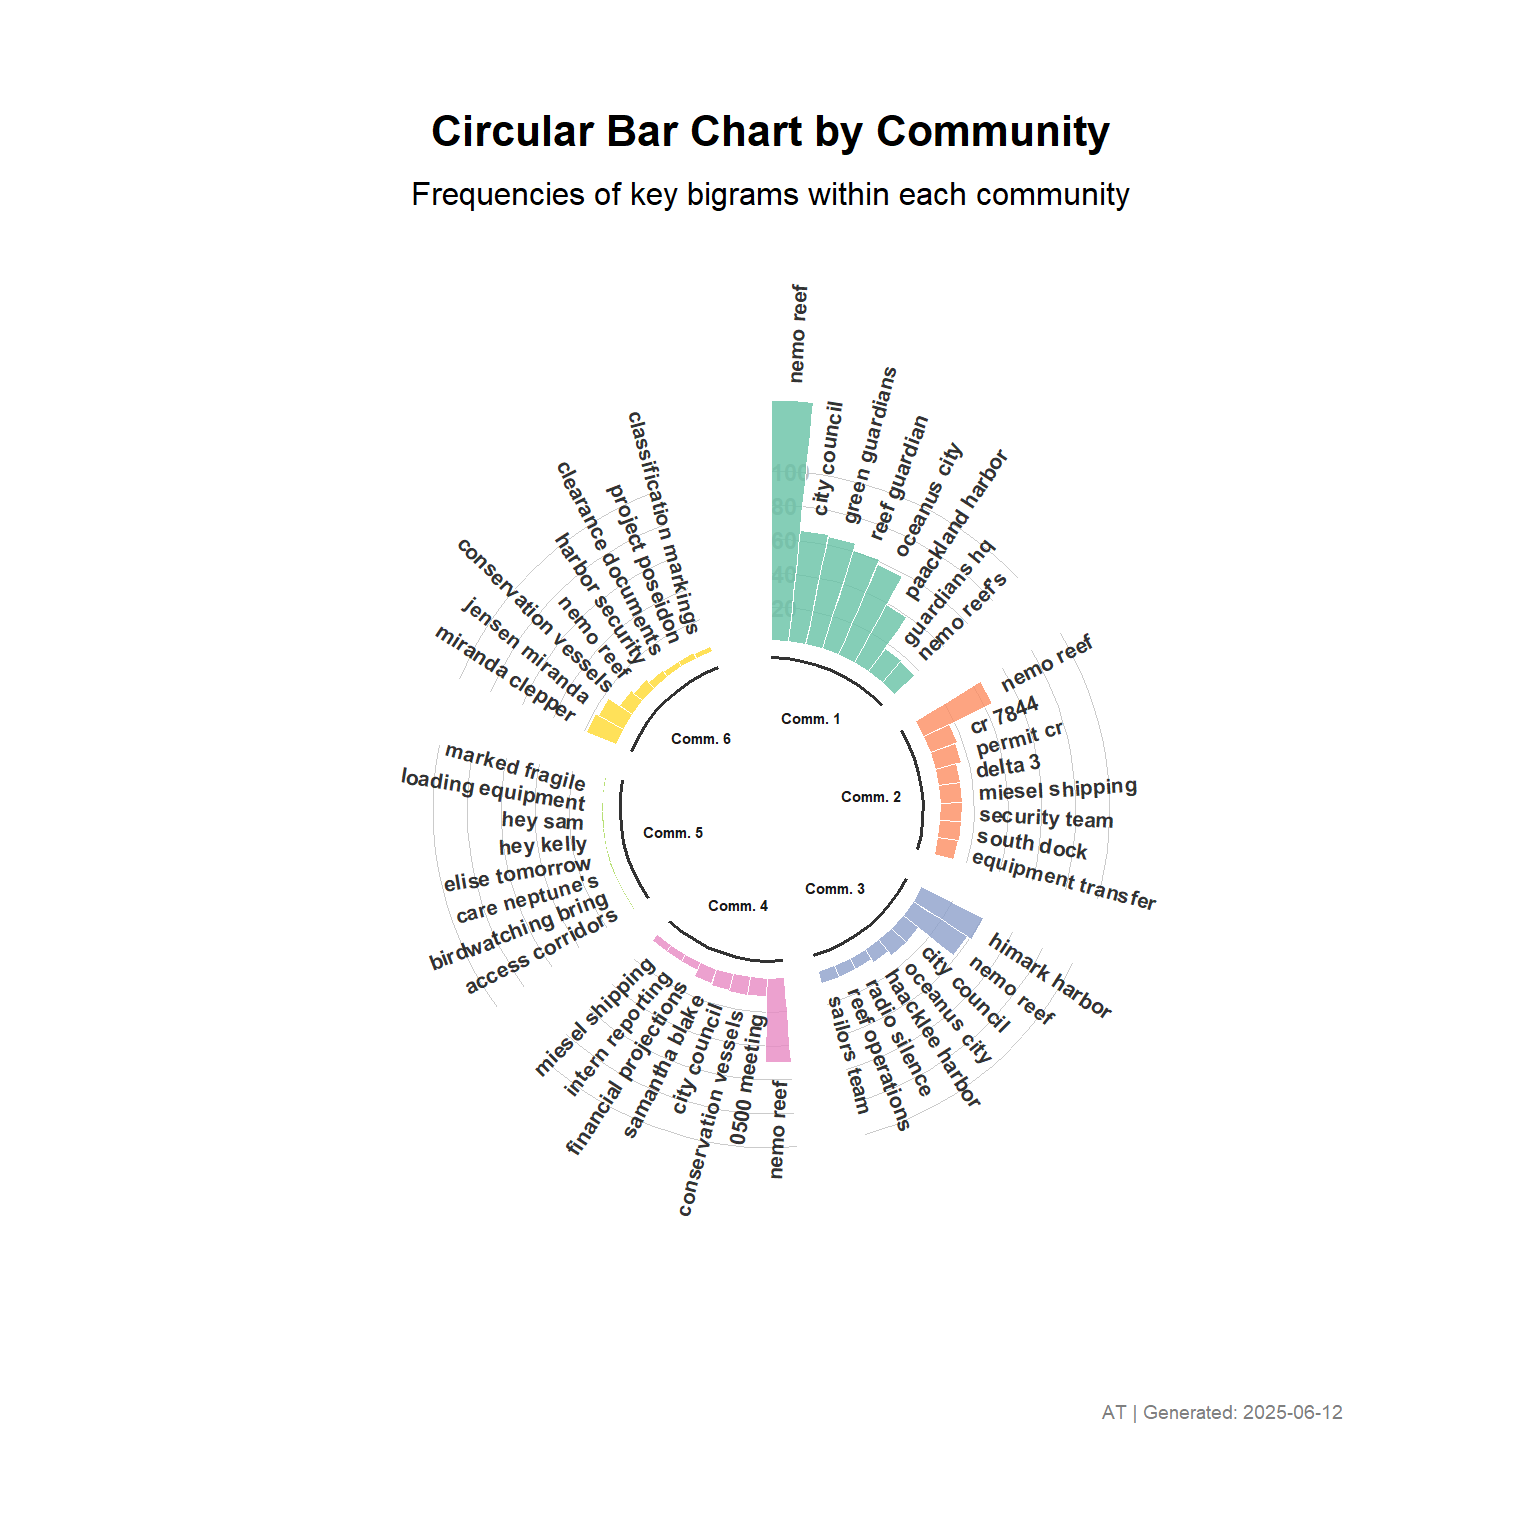 Circular Bar Chart by Community
Frequencies of key bigrams within each community
nemo reef
city council
green guardians
reef guardian
oceanus city
paackland harbor
guardians hq
nemo reef's
100
80
60
40
20
Comm. 1
nemo reef
cr 7844
permit cr
delta 3
miesel shipping
security team
south dock
equipment transfer
Comm. 2
himark harbor
nemo reef
city council
oceanus city
haacklee harbor
radio silence
reef operations
sailors team
Comm. 3
nemo reef
0500 meeting
conservation vessels
city council
samantha blake
financial projections
intern reporting
miesel shipping
Comm. 4
access corridors
birdwatching bring
care neptune's
elise tomorrow
hey kelly
hey sam
loading equipment
marked fragile
Comm. 5
miranda clepper
jensen miranda
conservation vessels
nemo reef
harbor security
clearance documents
project poseidon
classification markings
Comm. 6
AT | Generated: 2025-06-12